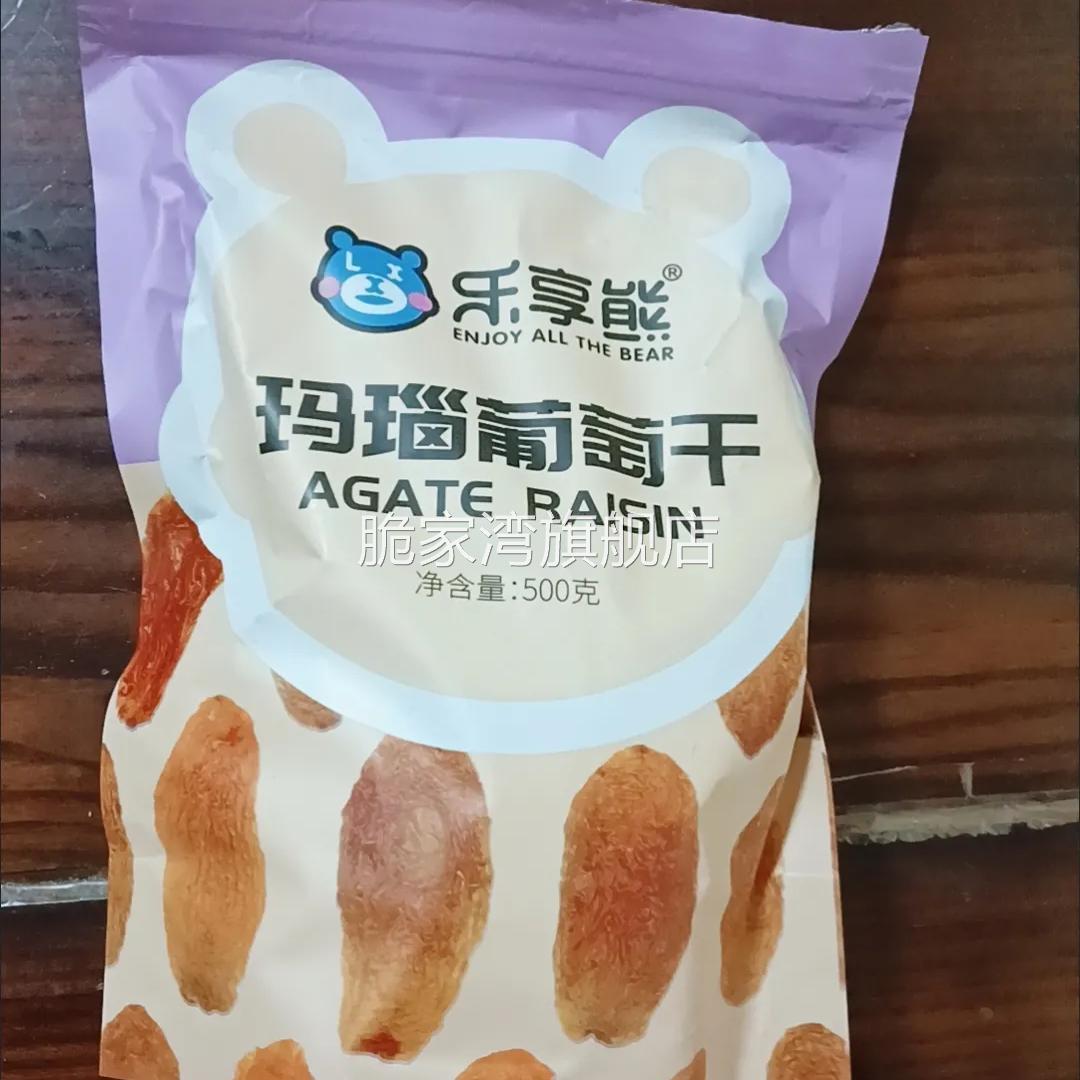 乐享熊®
ENJOY ALL THE BEAR
玛瑙葡萄干
AGATE RAISIN
脆家湾旗舰店
净含量:500克